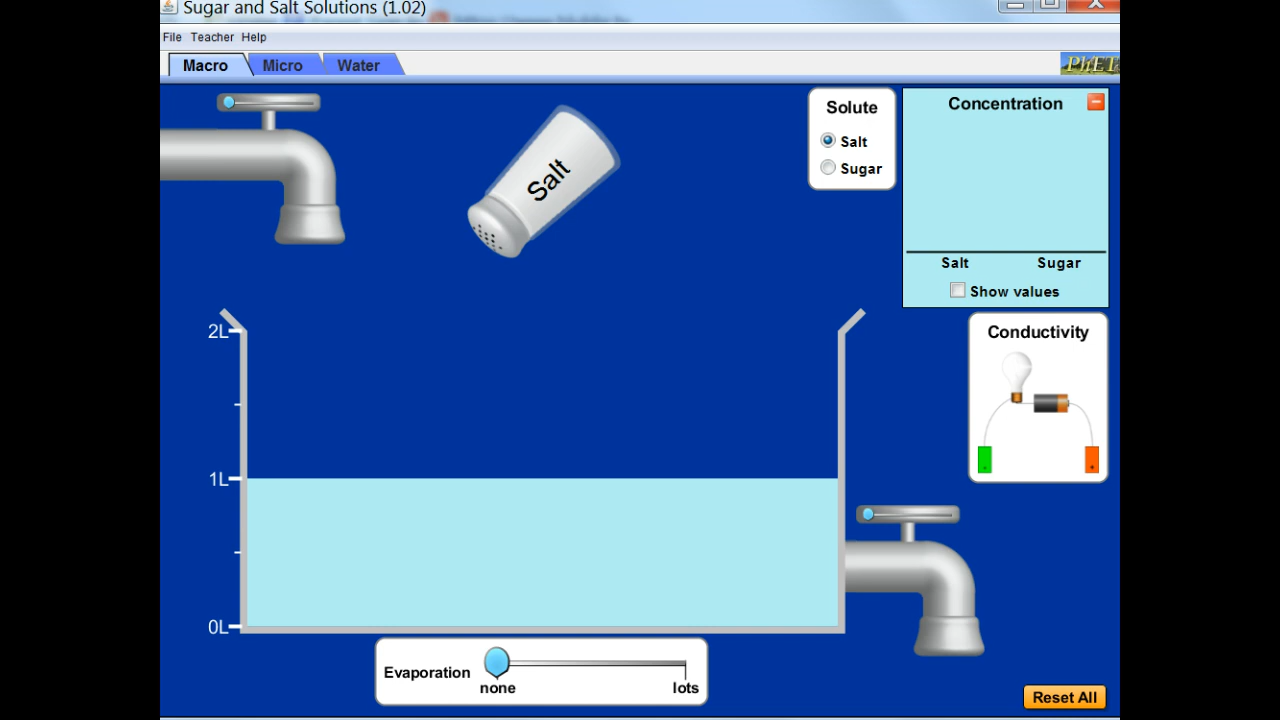 Sugar and Salt Solutions (1.02)
File Teacher Help
Macro Micro Water
PhET
Salt
Solute
Salt
Sugar
Concentration
Salt Sugar
Show values
Conductivity
2L
1L
0L
Evaporation
none lots
Reset All